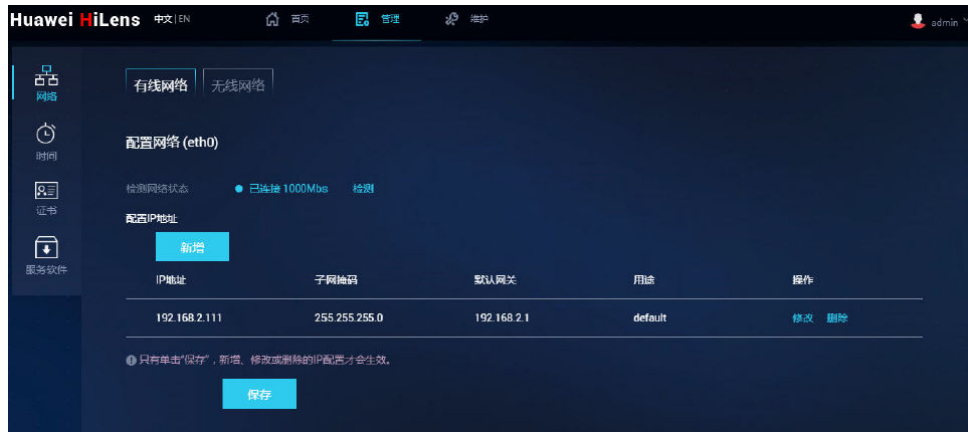 Huawei HiLens 中文|EN 首页 管理 维护 admin
网络
时间
证书
服务软件
有线网络 无线网络
配置网络 (eth0)
检测网络状态 已连接 1000Mbs 检测
配置IP地址
新增
IP地址 子网掩码 默认网关 用途 操作
192.168.2.111 255.255.255.0 192.168.2.1 default 修改 删除
只有单击“保存”，新增、修改或删除的IP配置才会生效。
保存